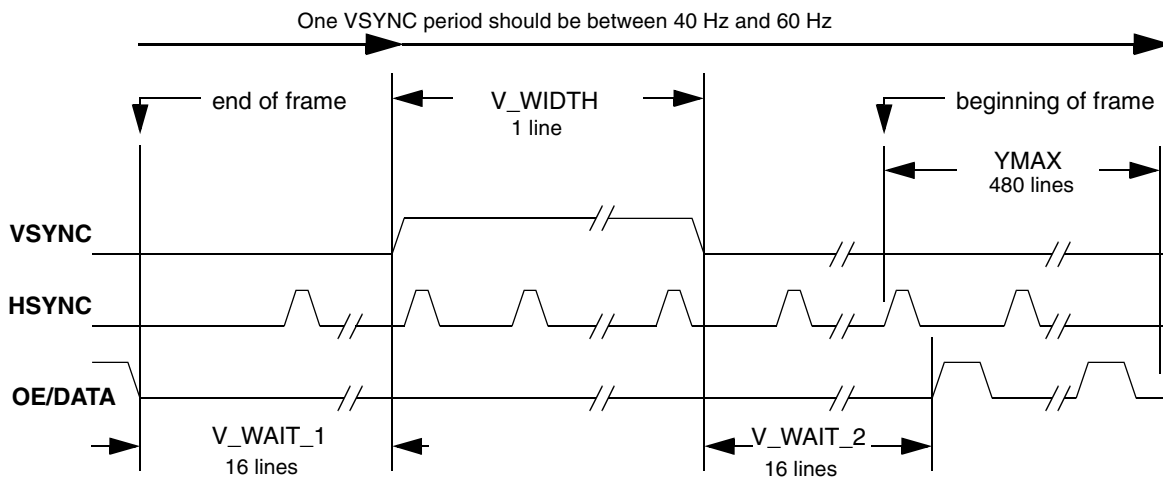 One VSYNC period should be between 40 Hz and 60 Hz
end of frame
V_WIDTH
1 line
beginning of frame
YMAX
480 lines
VSYNC
HSYNC
OE/DATA
V_WAIT_1
16 lines
V_WAIT_2
16 lines